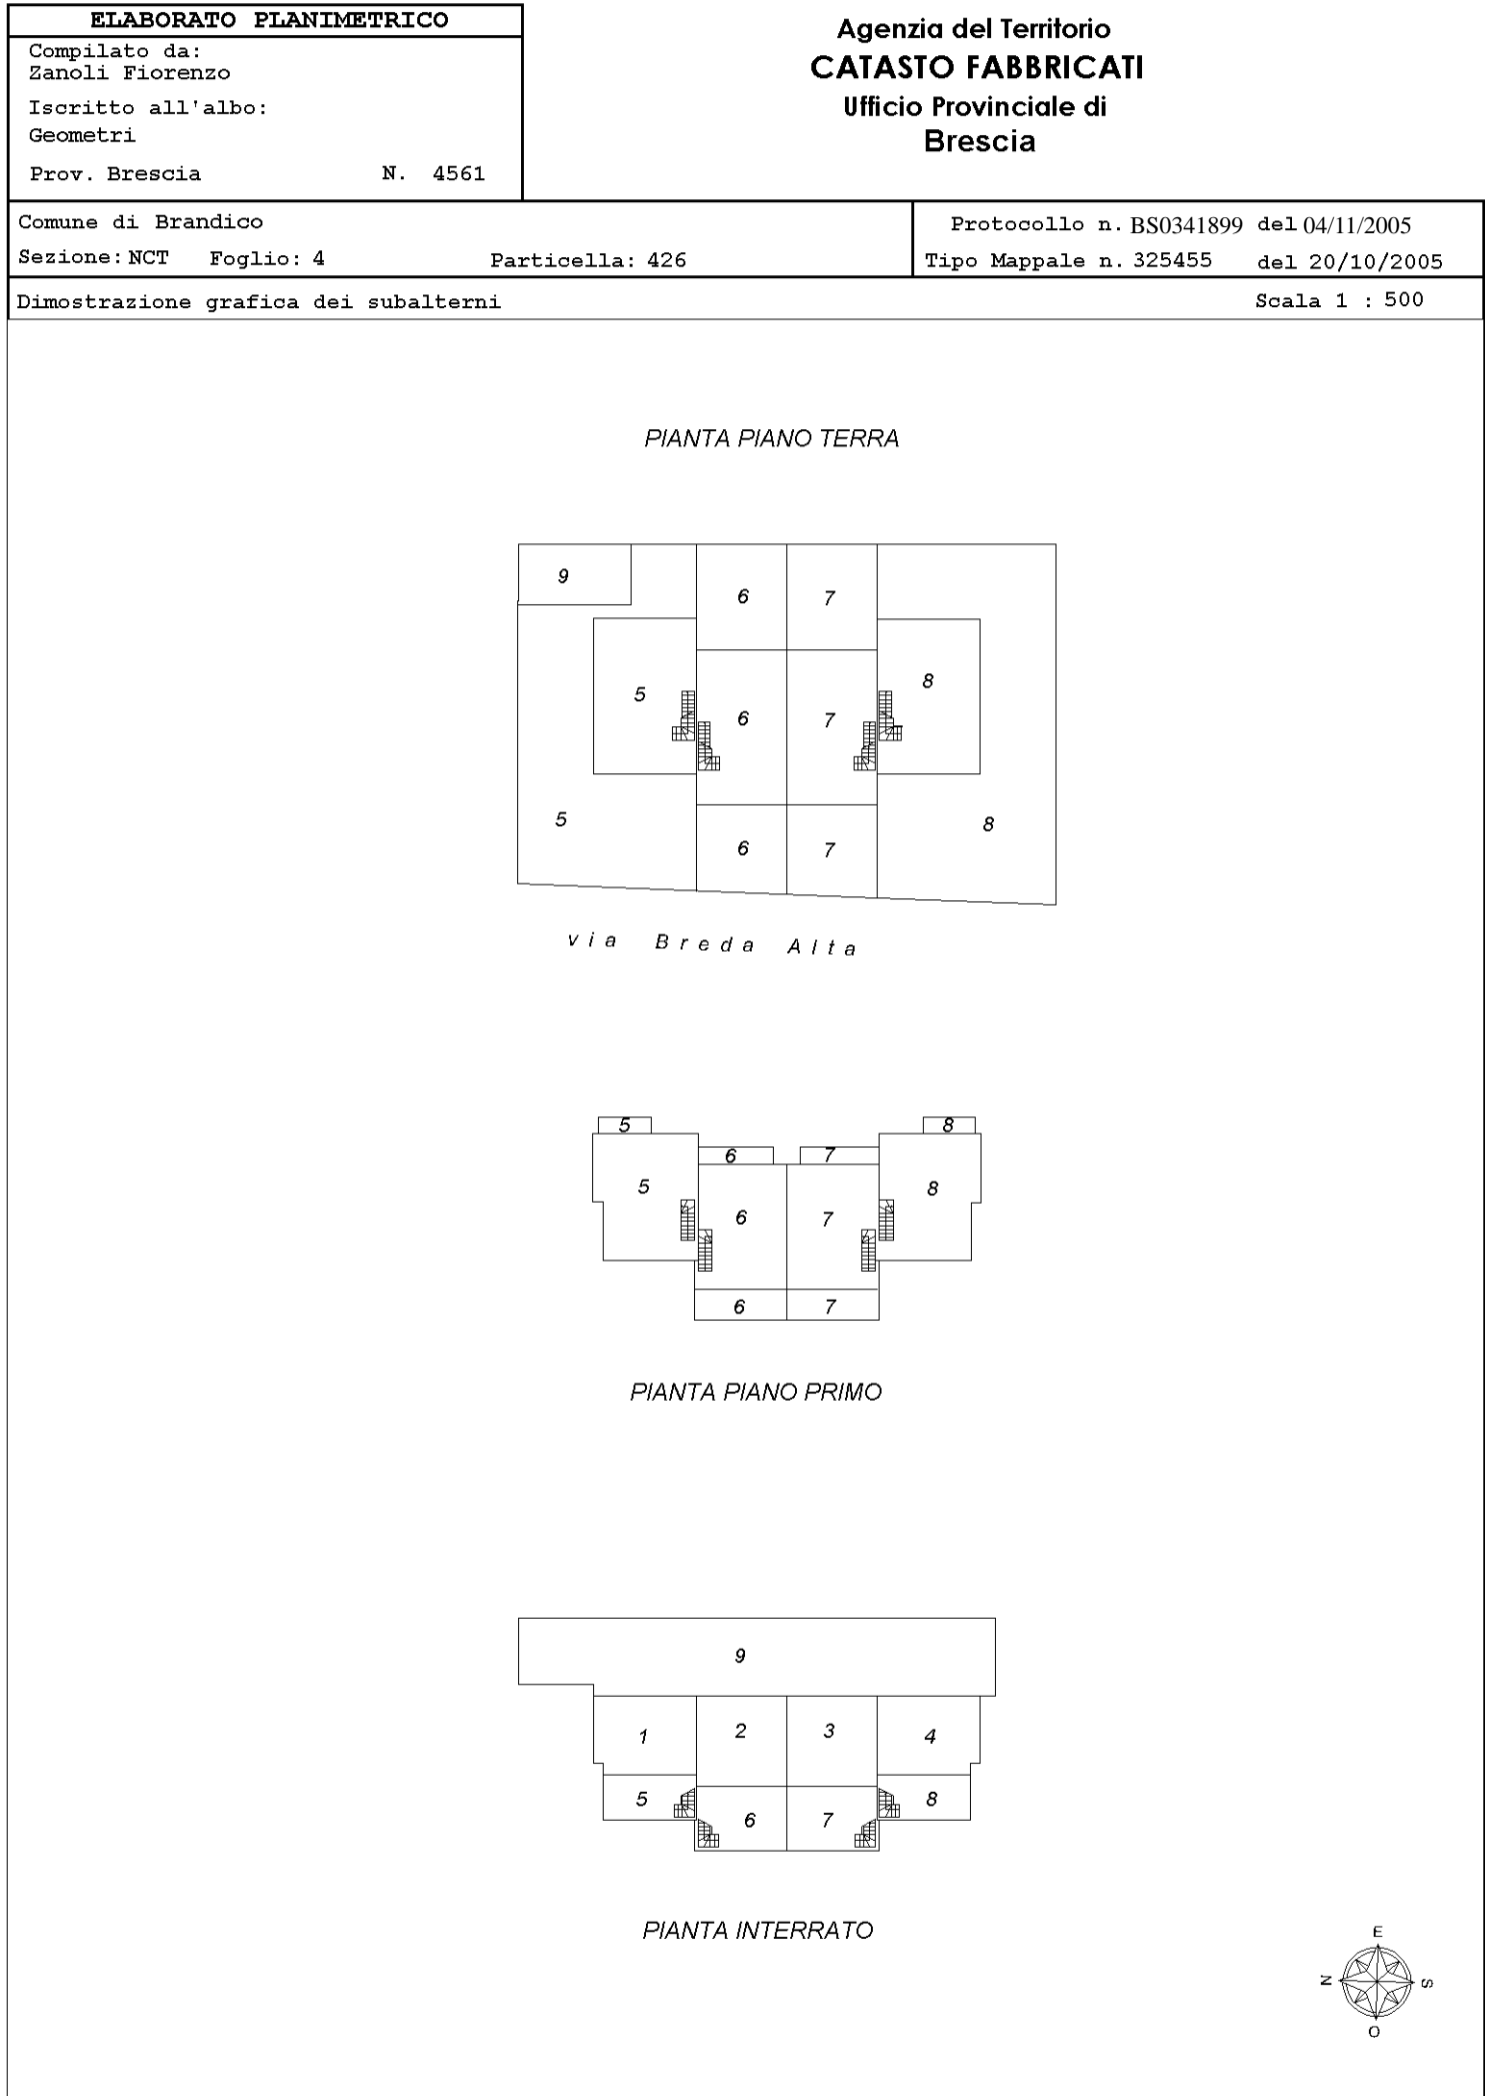 ELABORATO PLANIMETRICO
Compilato da:
Zanoli Fiorenzo
Iscritto all'albo:
Geometri
Prov. Brescia N. 4561
Agenzia del Territorio
CATASTO FABBRICATI
Ufficio Provinciale di
Brescia
Comune di Brandico
Sezione: NCT Foglio: 4 Particella: 426
Protocollo n. BS0341899 del 04/11/2005
Tipo Mappale n. 325455 del 20/10/2005
Dimostrazione grafica dei subalterni Scala 1 : 500
PIANTA PIANO TERRA
9
6 7
5 6 7 8
5 6 7 8
via Breda Alta
5 8
6 7
5 6 7 8
6 7
PIANTA PIANO PRIMO
9
1 2 3 4
5 6 7 8
PIANTA INTERRATO
E
N S
O